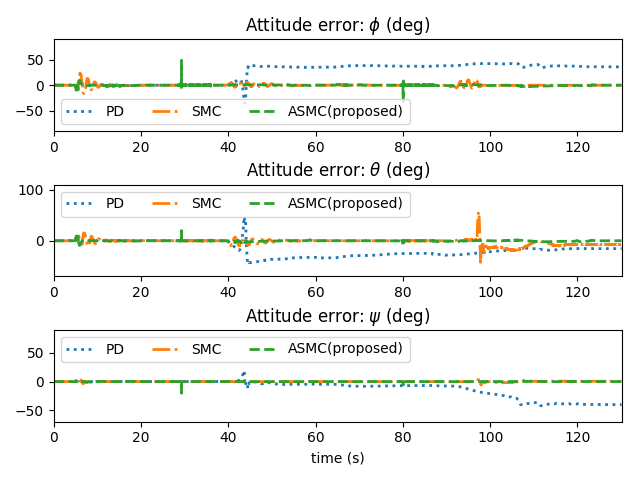 Attitude error: ϕ (deg)
50
0
−50
PD SMC ASMC(proposed)
0 20 40 60 80 100 120
Attitude error: θ (deg)
100
0
PD SMC ASMC(proposed)
0 20 40 60 80 100 120
Attitude error: ψ (deg)
50
0
−50
PD SMC ASMC(proposed)
0 20 40 60 80 100 120
time (s)